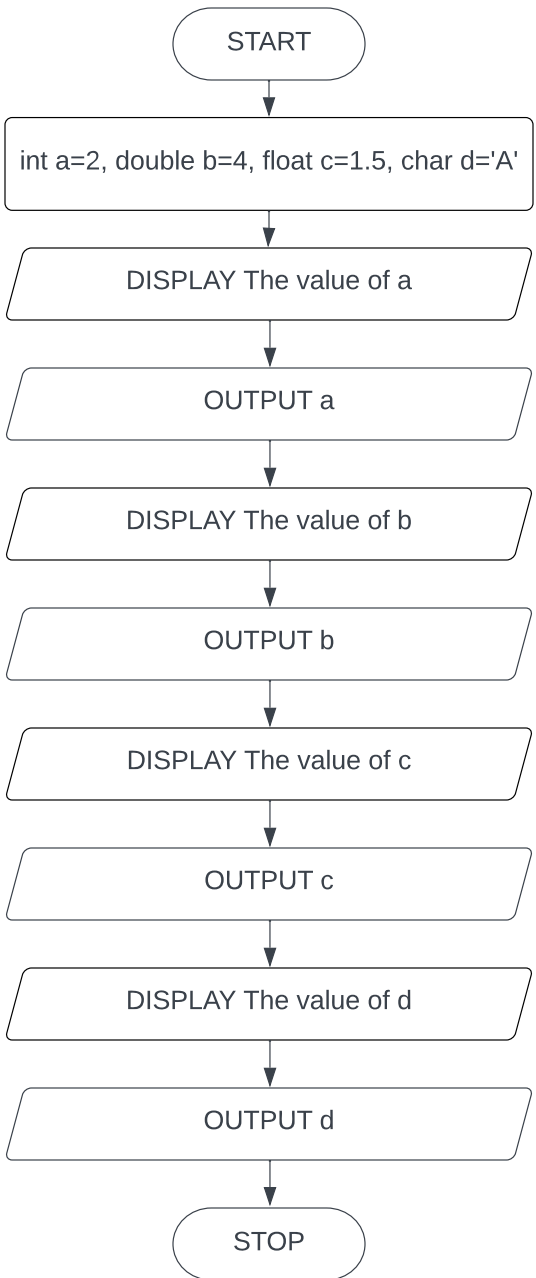 START
int a=2, double b=4, float c=1.5, char d='A'
DISPLAY The value of a
OUTPUT a
DISPLAY The value of b
OUTPUT b
DISPLAY The value of c
OUTPUT c
DISPLAY The value of d
OUTPUT d
STOP